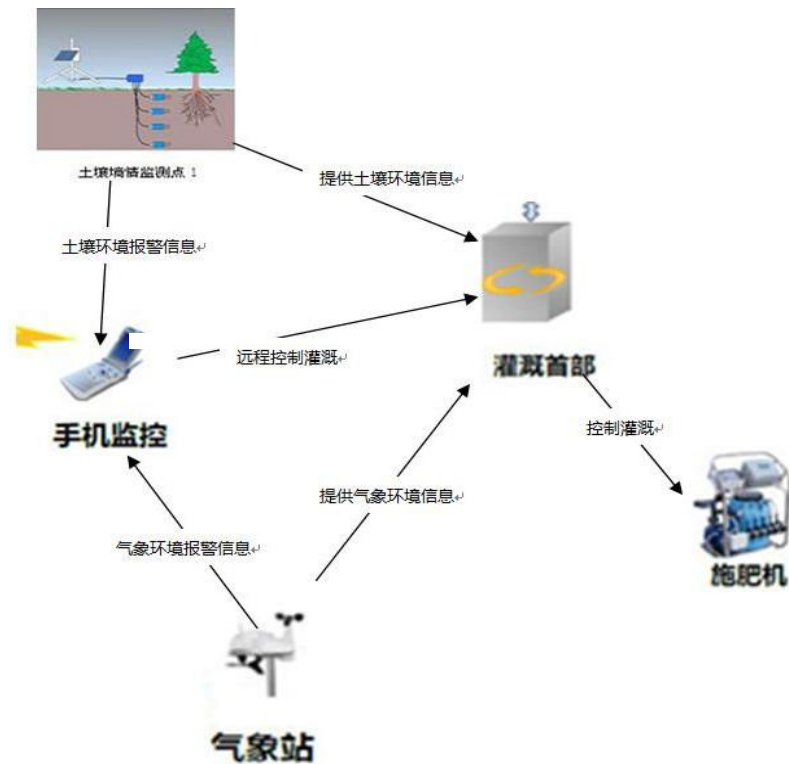 土壤墒情监测点 1
提供土壤环境信息
土壤环境报警信息
远程控制灌溉
灌溉首部
手机监控
控制灌溉
提供气象环境信息
气象环境报警信息
施肥机
气象站